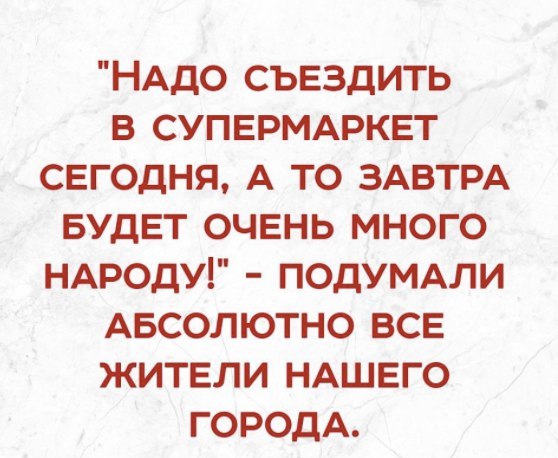 "Надо съездить
в супермаркет
сегодня, а то завтра
будет очень много
народу!" - подумали
абсолютно все
жители нашего
города.